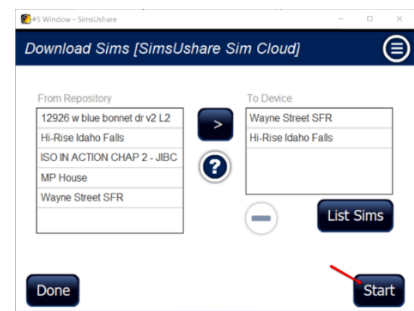 #5 Window - SimsUshare
Download Sims [SimsUshare Sim Cloud]
From Repository
12926 w blue bonnet dr v2 L2
Hi-Rise Idaho Falls
ISO IN ACTION CHAP 2 - JIBC
MP House
Wayne Street SFR
>
?
To Device
Wayne Street SFR
Hi-Rise Idaho Falls
List Sims
Done
Start